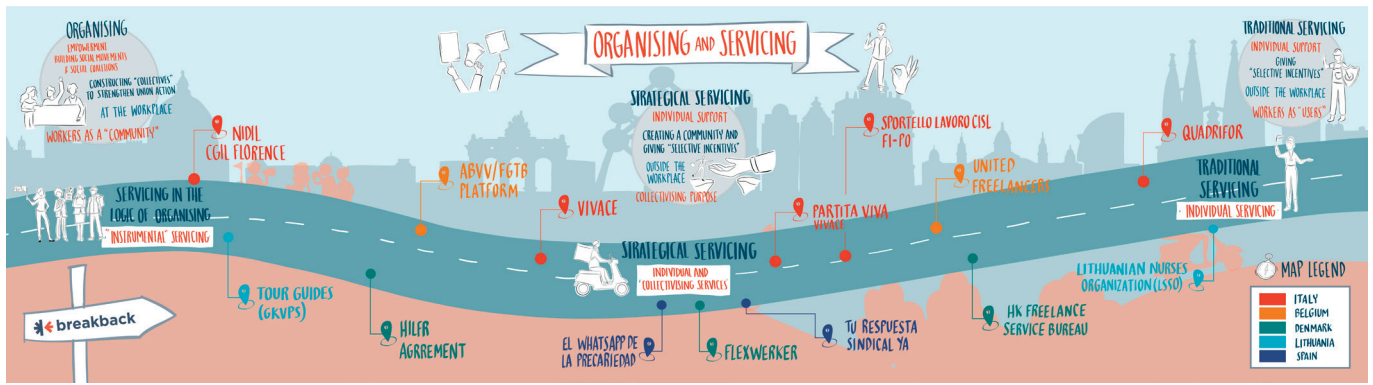 ORGANISING AND SERVICING
ORGANISING
EMPOWERMENT
BUILDING SOCIAL MOVEMENTS
& SOCIAL COALITIONS
CONSTRUCTING "COLLECTIVES"
TO STRENGTHEN UNION ACTION
AT THE WORKPLACE
WORKERS AS A "COMMUNITY"
STRATEGICAL SERVICING
INDIVIDUAL SUPPORT
CREATING A COMMUNITY AND
GIVING "SELECTIVE INCENTIVES"
OUTSIDE THE
WORKPLACE
COLLECTIVISING PURPOSE
TRADITIONAL SERVICING
INDIVIDUAL SUPPORT
GIVING
"SELECTIVE INCENTIVES"
OUTSIDE THE WORKPLACE
WORKERS AS "USERS"
NIDIL
CGIL FLORENCE
ABVV/FGTB
PLATFORM
VIVACE
SPORTELLO LAVORO CISL
FI-PO
PARTITA VIVA
VIVACE
UNITED
FREELANCERS
QUADRIFOR
SERVICING IN THE
LOGIC OF ORGANISING
"INSTRUMENTAL" SERVICING
STRATEGICAL SERVICING
INDIVIDUAL AND
COLLECTIVISING SERVICES
TRADITIONAL
SERVICING
INDIVIDUAL SERVICING
TOUR GUIDES
(GKVPS)
HILFR
AGRREMENT
EL WHATSAPP DE
LA PRECARIEDAD
FLEXWERKER
TU RESPUESTA
SINDICAL YA
HK FREELANCE
SERVICE BUREAU
LITHUANIAN NURSES
ORGANIZATION (LSSO)
breakback
MAP LEGEND
ITALY
BELGIUM
DENMARK
LITHUANIA
SPAIN